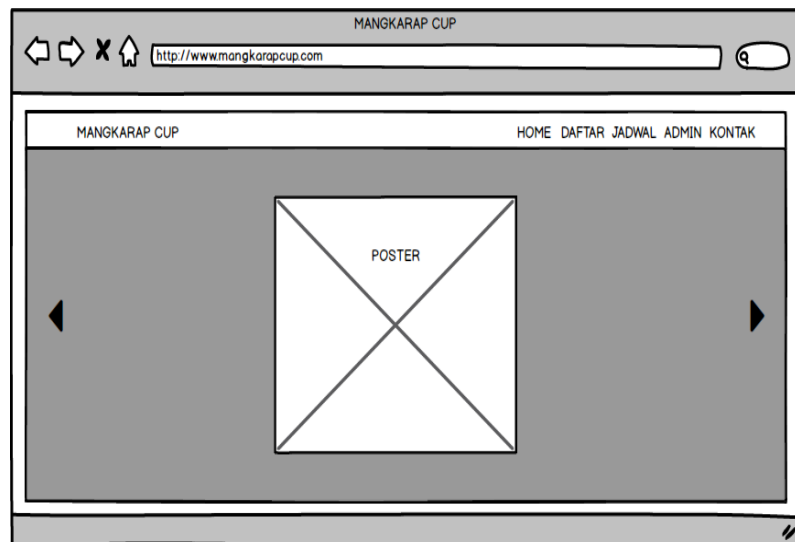 MANGKARAP CUP
http://www.mangkarapcup.com
MANGKARAP CUP HOME DAFTAR JADWAL ADMIN KONTAK
POSTER